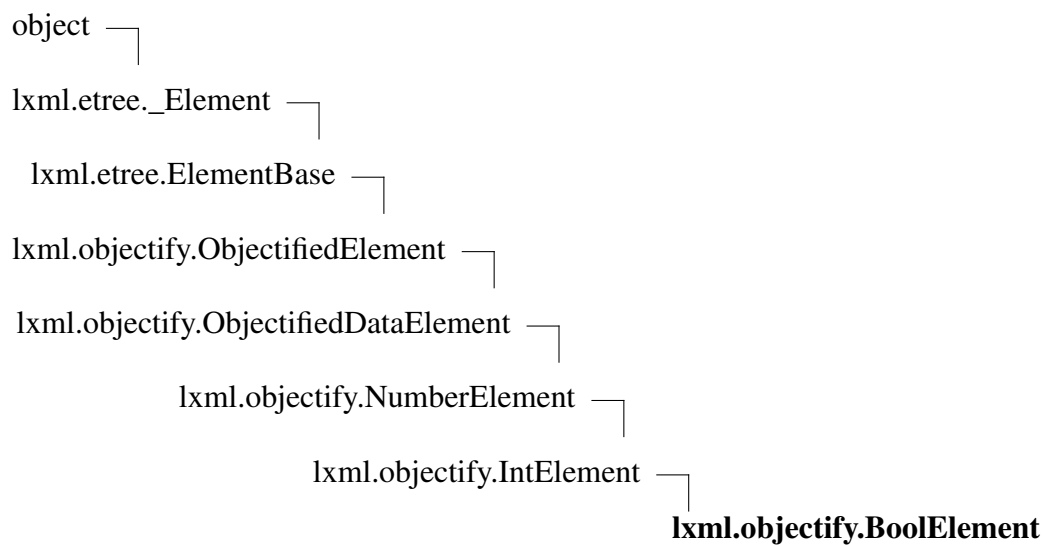 object
lxml.etree._Element
lxml.etree.ElementBase
lxml.objectify.ObjectifiedElement
lxml.objectify.ObjectifiedDataElement
lxml.objectify.NumberElement
lxml.objectify.IntElement
lxml.objectify.BoolElement